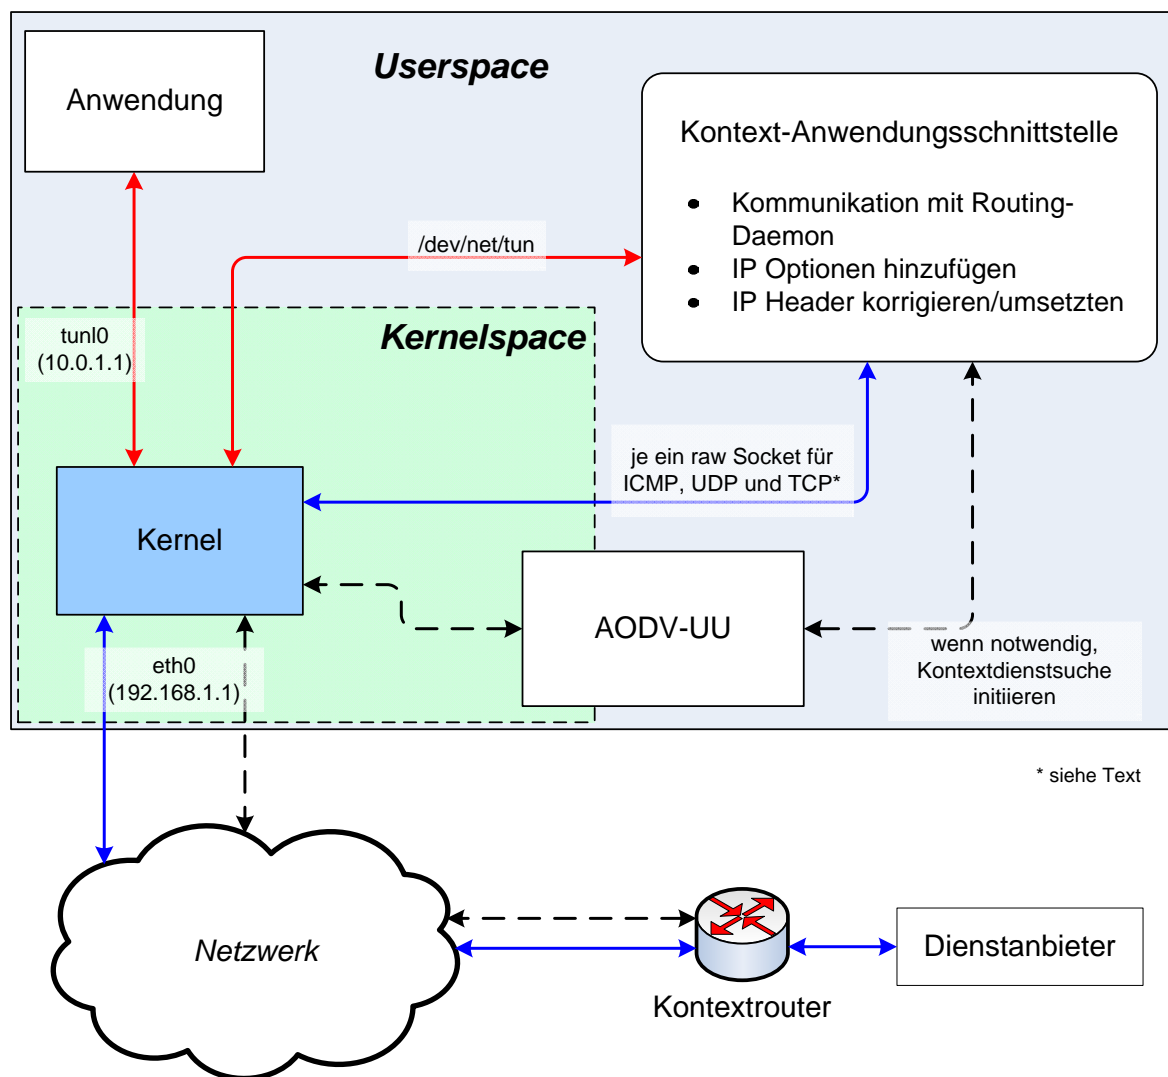 Userspace
Anwendung
Kontext-Anwendungsschnittstelle
• Kommunikation mit Routing-
Daemon
• IP Optionen hinzufügen
• IP Header korrigieren/umsetzten
/dev/net/tun
tunl0
(10.0.1.1)
Kernelspace
je ein raw Socket für
ICMP, UDP und TCP*
Kernel
AODV-UU
wenn notwendig,
Kontextdienstsuche
initiieren
eth0
(192.168.1.1)
* siehe Text
Netzwerk
Kontextrouter
Dienstanbieter